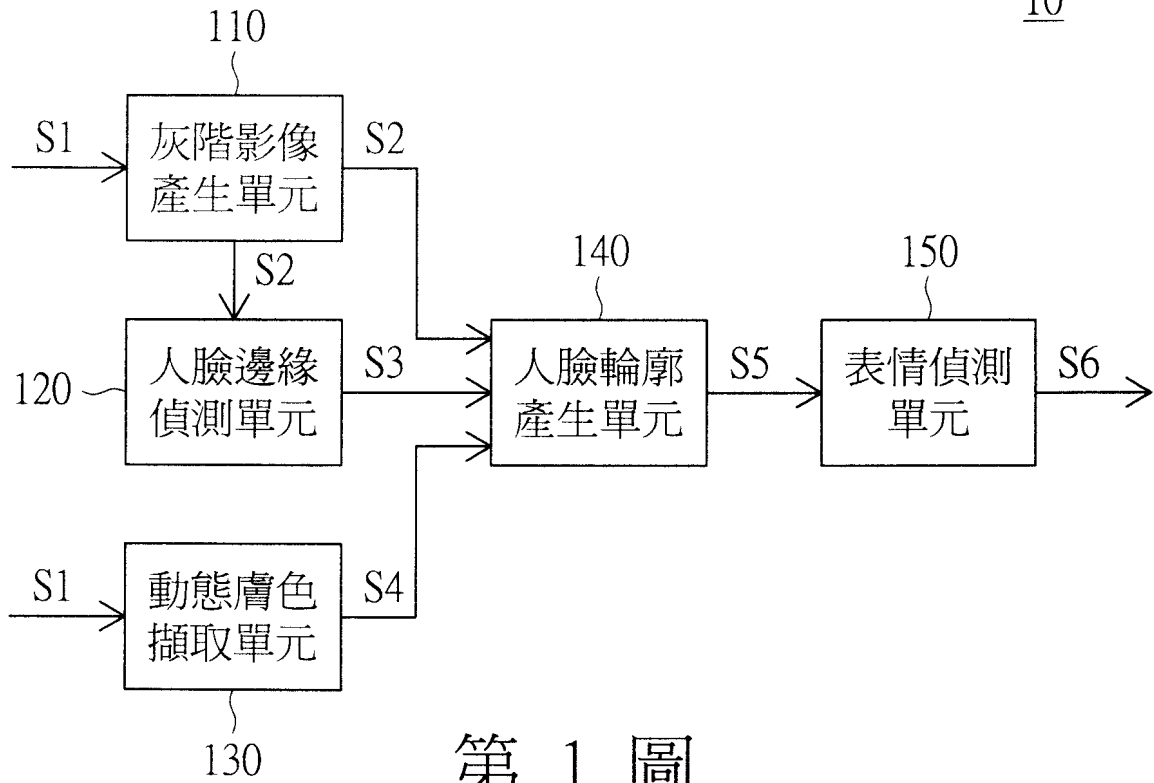 10
110
S1
灰階影像
產生單元
S2
S2
140
150
120
人臉邊緣
偵測單元
S3
人臉輪廓
產生單元
S5
表情偵測
單元
S6
S1
動態膚色
擷取單元
S4
130
第 1 圖